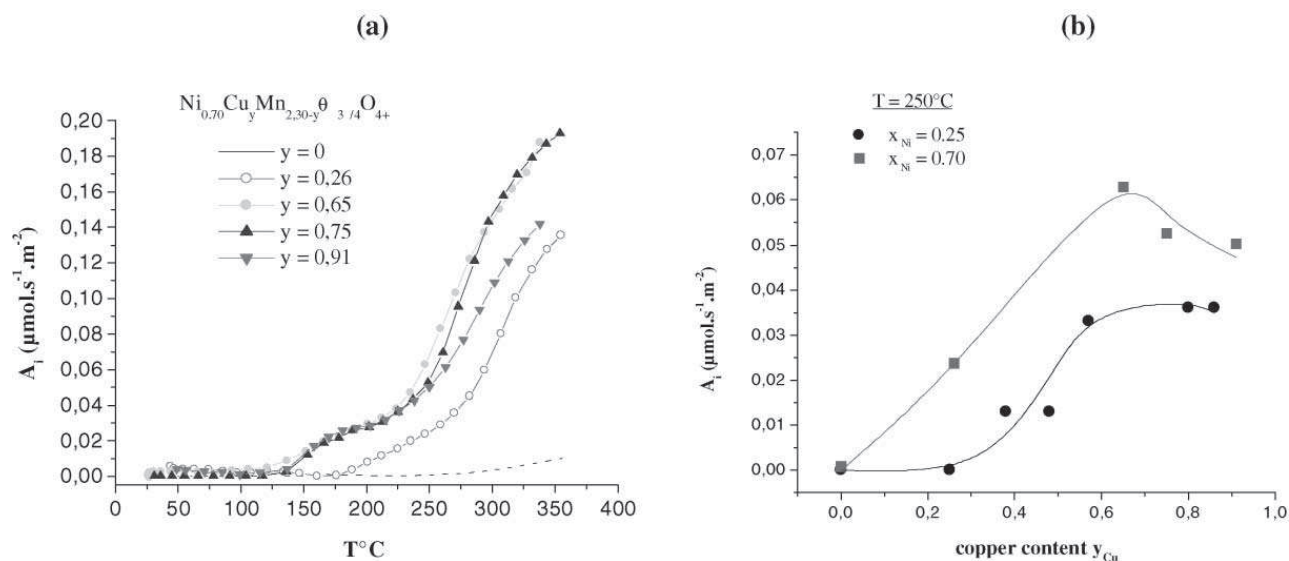 (a)
Ni0.70CuyMn2,30-yθ 3 /4O4+
y = 0
y = 0,26
y = 0,65
y = 0,75
y = 0,91
0,20
0,18
0,16
0,14
0,12
0,10
0,08
0,06
0,04
0,02
0,00
Ai (μmol.s-1.m-2)
0 50 100 150 200 250 300 350 400
T°C
(b)
T = 250°C
xNi = 0.25
xNi = 0.70
0,07
0,06
0,05
0,04
0,03
0,02
0,01
0,00
Ai (μmol.s-1.m-2)
0,0 0,2 0,4 0,6 0,8 1,0
copper content yCu